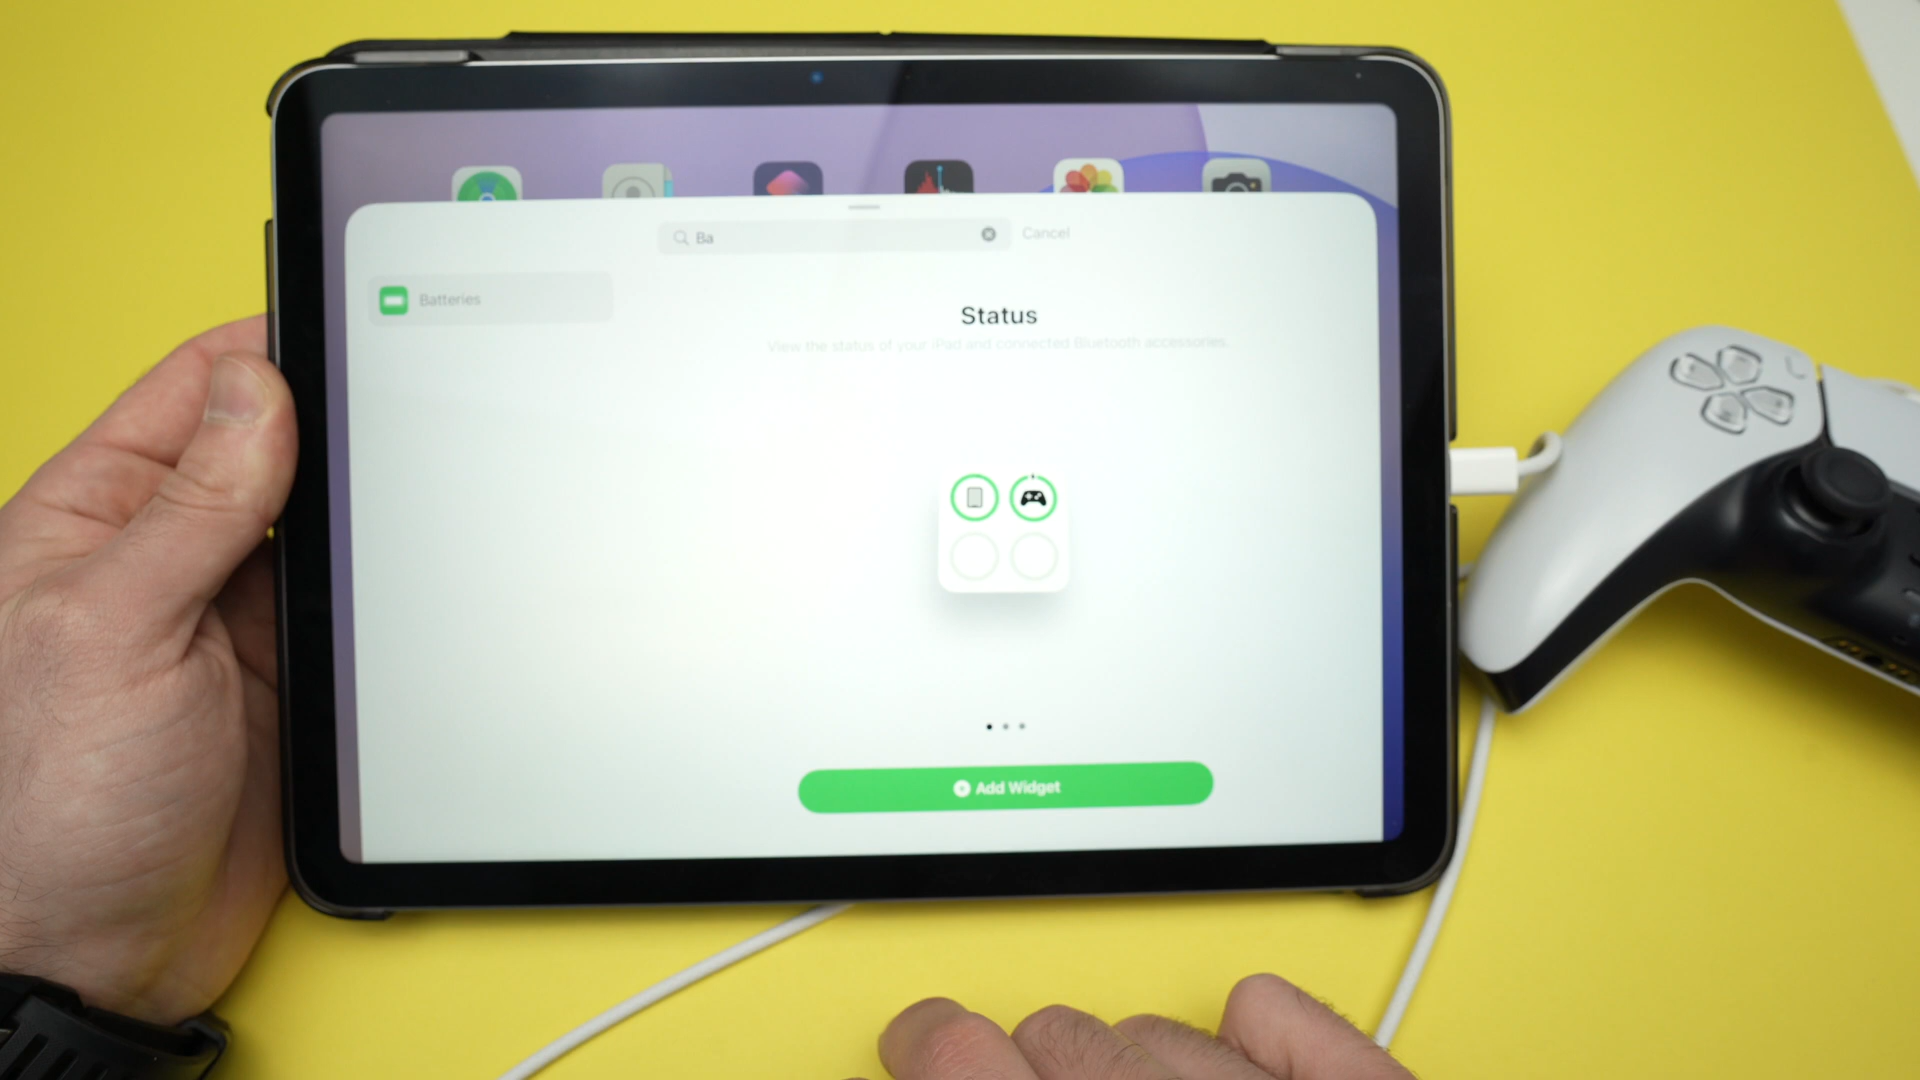 Ba
Cancel
Batteries
Status
View the status of your iPad and connected Bluetooth accessories.
Add Widget